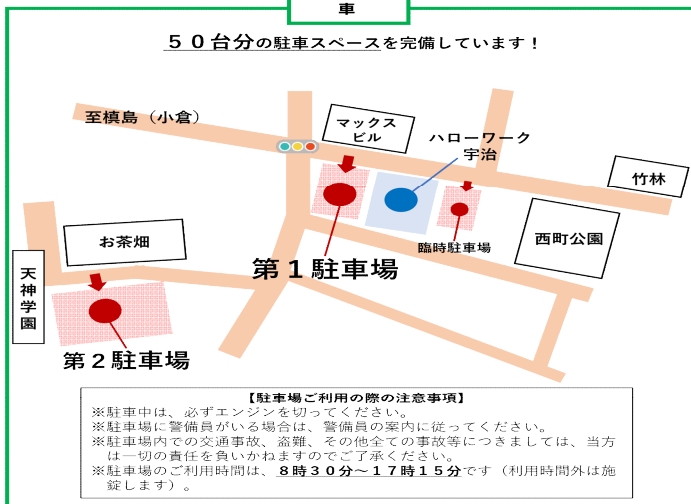 車
５０台分の駐車スペースを完備しています！
至槙島（小倉）
マックス
ビル
ハローワーク
宇治
竹林
お茶畑
臨時駐車場
西町公園
天神学園
第１駐車場
第２駐車場
【駐車場ご利用の際の注意事項】
※駐車中は、必ずエンジンを切ってください。
※駐車場に警備員がいる場合は、警備員の案内に従ってください。
※駐車場内での交通事故、盗難、その他全ての事故等につきましては、当方
は一切の責任を負いかねますのでご了承ください。
※駐車場のご利用時間は、８時３０分～１７時１５分です（利用時間外は施
錠します）。